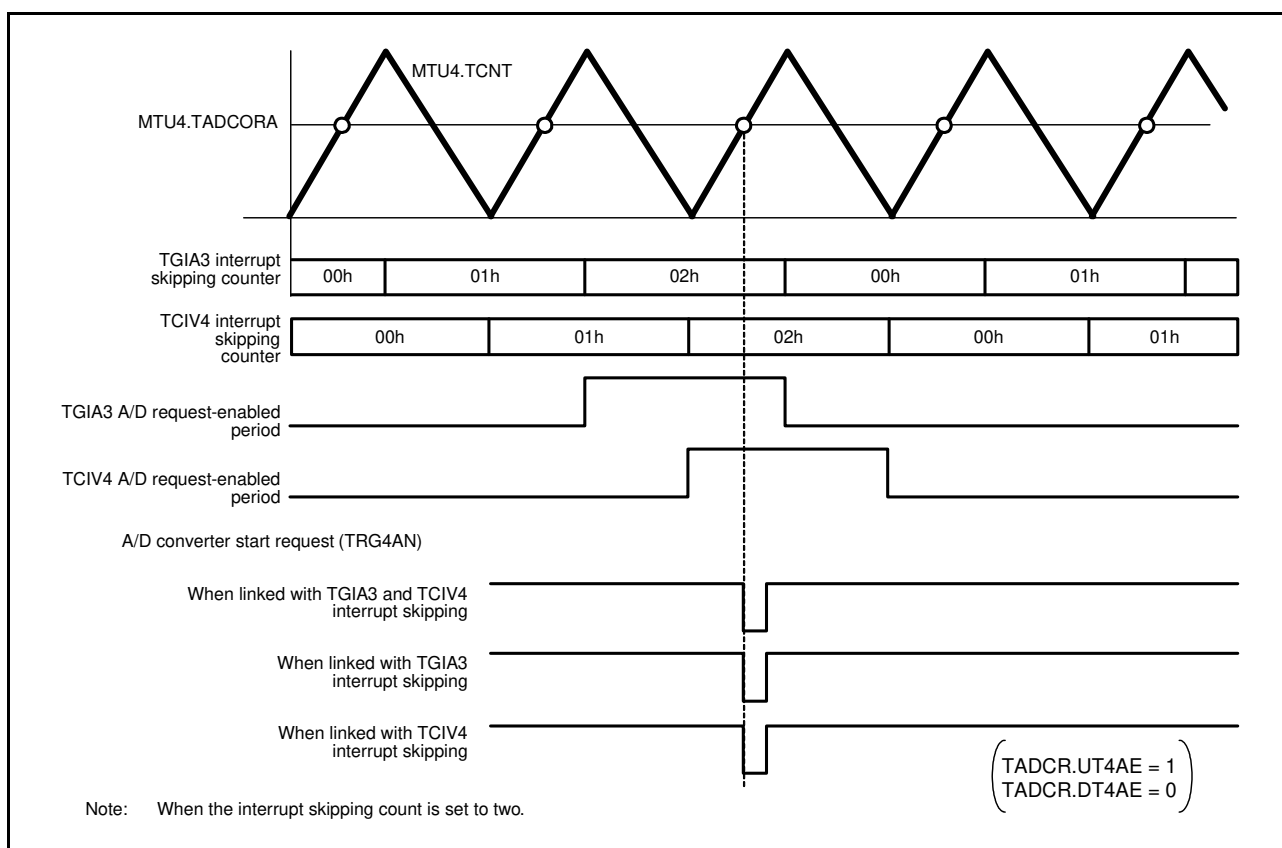 MTU4.TCNT
MTU4.TADCORA
TGIA3 interrupt
skipping counter
00h 01h 02h 00h 01h
TCIV4 interrupt
skipping
counter
00h 01h 02h 00h 01h
TGIA3 A/D request-enabled
period
TCIV4 A/D request-enabled
period
A/D converter start request (TRG4AN)
When linked with TGIA3 and TCIV4
interrupt skipping
When linked with TGIA3
interrupt skipping
When linked with TCIV4
interrupt skipping
TADCR.UT4AE = 1
TADCR.DT4AE = 0
Note: When the interrupt skipping count is set to two.